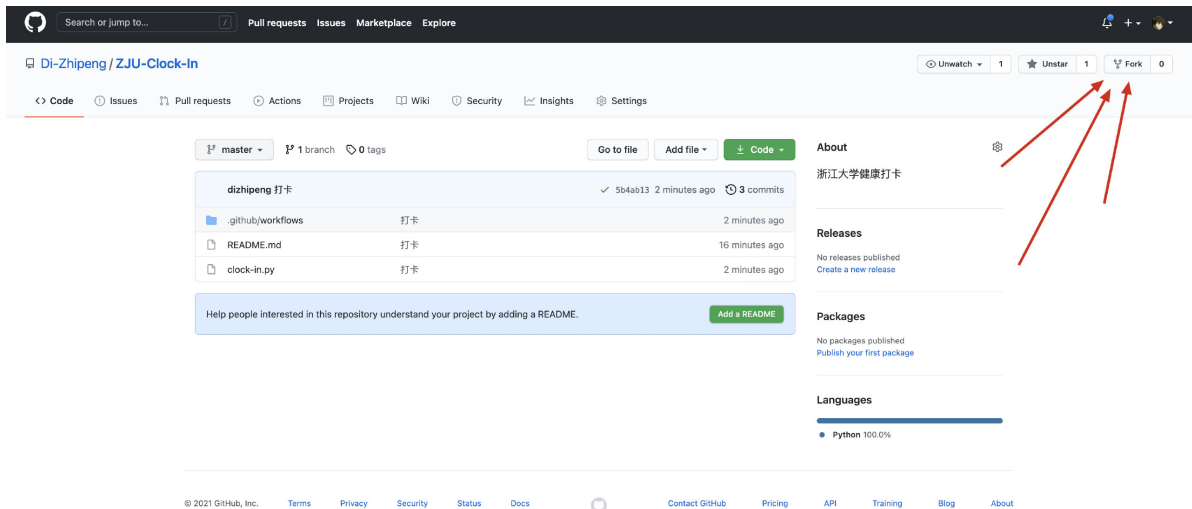 Search or jump to... / Pull requests Issues Marketplace Explore
Di-Zhipeng / ZJU-Clock-In Unwatch 1 Unstar 1 Fork 0
Code Issues Pull requests Actions Projects Wiki Security Insights Settings
master 1 branch 0 tags Go to file Add file Code
dizhipeng 打卡 5b4ab13 2 minutes ago 3 commits
.github/workflows 打卡 2 minutes ago
README.md 打卡 16 minutes ago
clock-in.py 打卡 2 minutes ago
Help people interested in this repository understand your project by adding a README. Add a README
About
浙江大学健康打卡
Releases
No releases published
Create a new release
Packages
No packages published
Publish your first package
Languages
Python 100.0%
© 2021 GitHub, Inc. Terms Privacy Security Status Docs Contact GitHub Pricing API Training Blog About